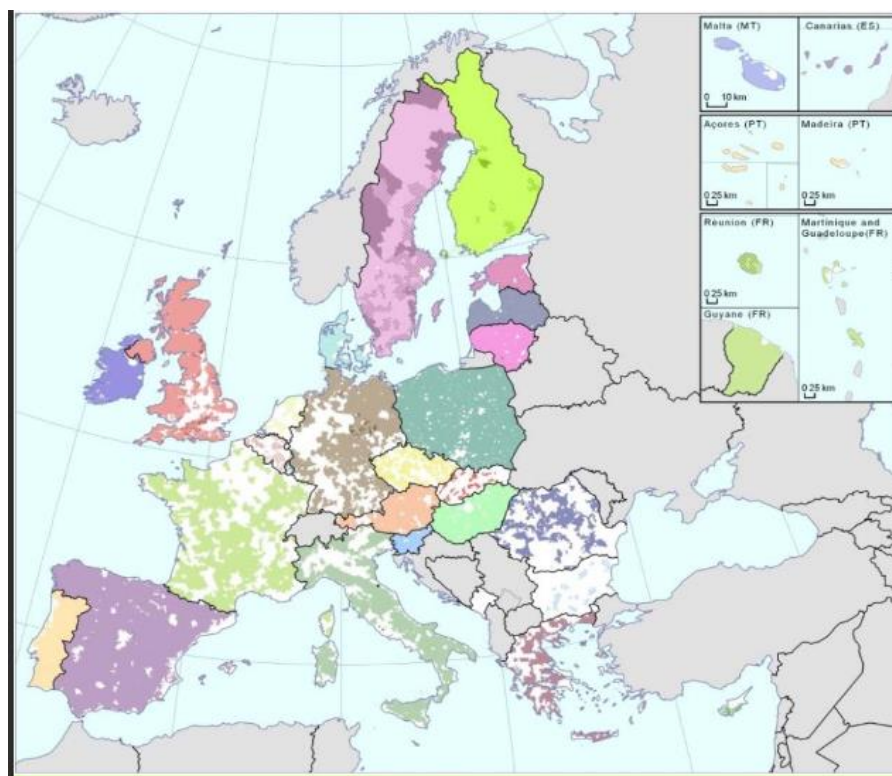 Malta (MT)
0 10 km
Canarias (ES)
Açores (PT)
0 25 km
Madeira (PT)
0 25 km
Réunion (FR)
0 25 km
Martinique and
Guadeloupe(FR)
0 25 km
Guyane (FR)